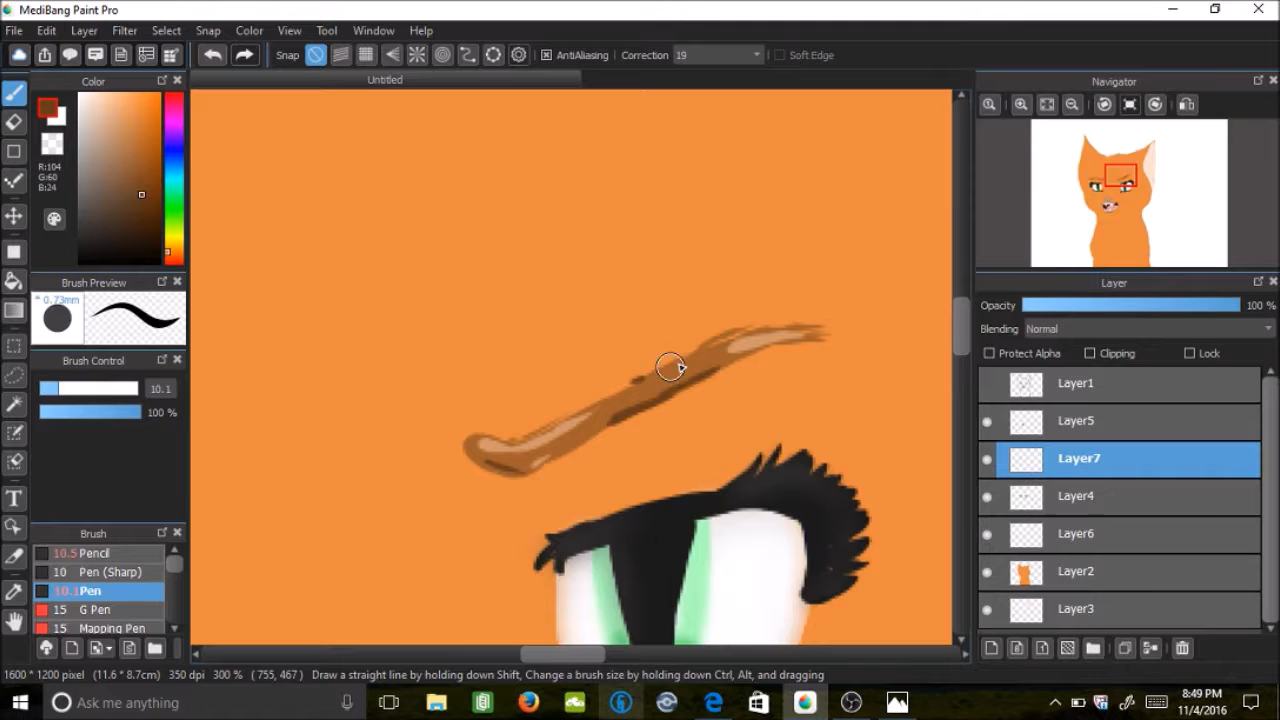 MediBang Paint Pro
File Edit Layer Filter Select Snap Color View Tool Window Help
Snap AntiAliasing Correction 19 Soft Edge
Color Untitled Navigator
R:104
G:60
B:24
Brush Preview
0.73mm
Brush Control
10.1
100 %
Layer
Opacity 100 %
Blending Normal
Protect Alpha Clipping Lock
Layer1
Layer5
Layer7
Layer4
Layer6
Layer2
Layer3
Brush
10.5 Pencil
10 Pen (Sharp)
10.1 Pen
15 G Pen
15 Mapping Pen
1600 * 1200 pixel (11.6 * 8.7cm) 350 dpi 300 % ( 755, 467 ) Draw a straight line by holding down Shift, Change a brush size by holding down Ctrl, Alt, and dragging
Ask me anything
8:49 PM
11/4/2016